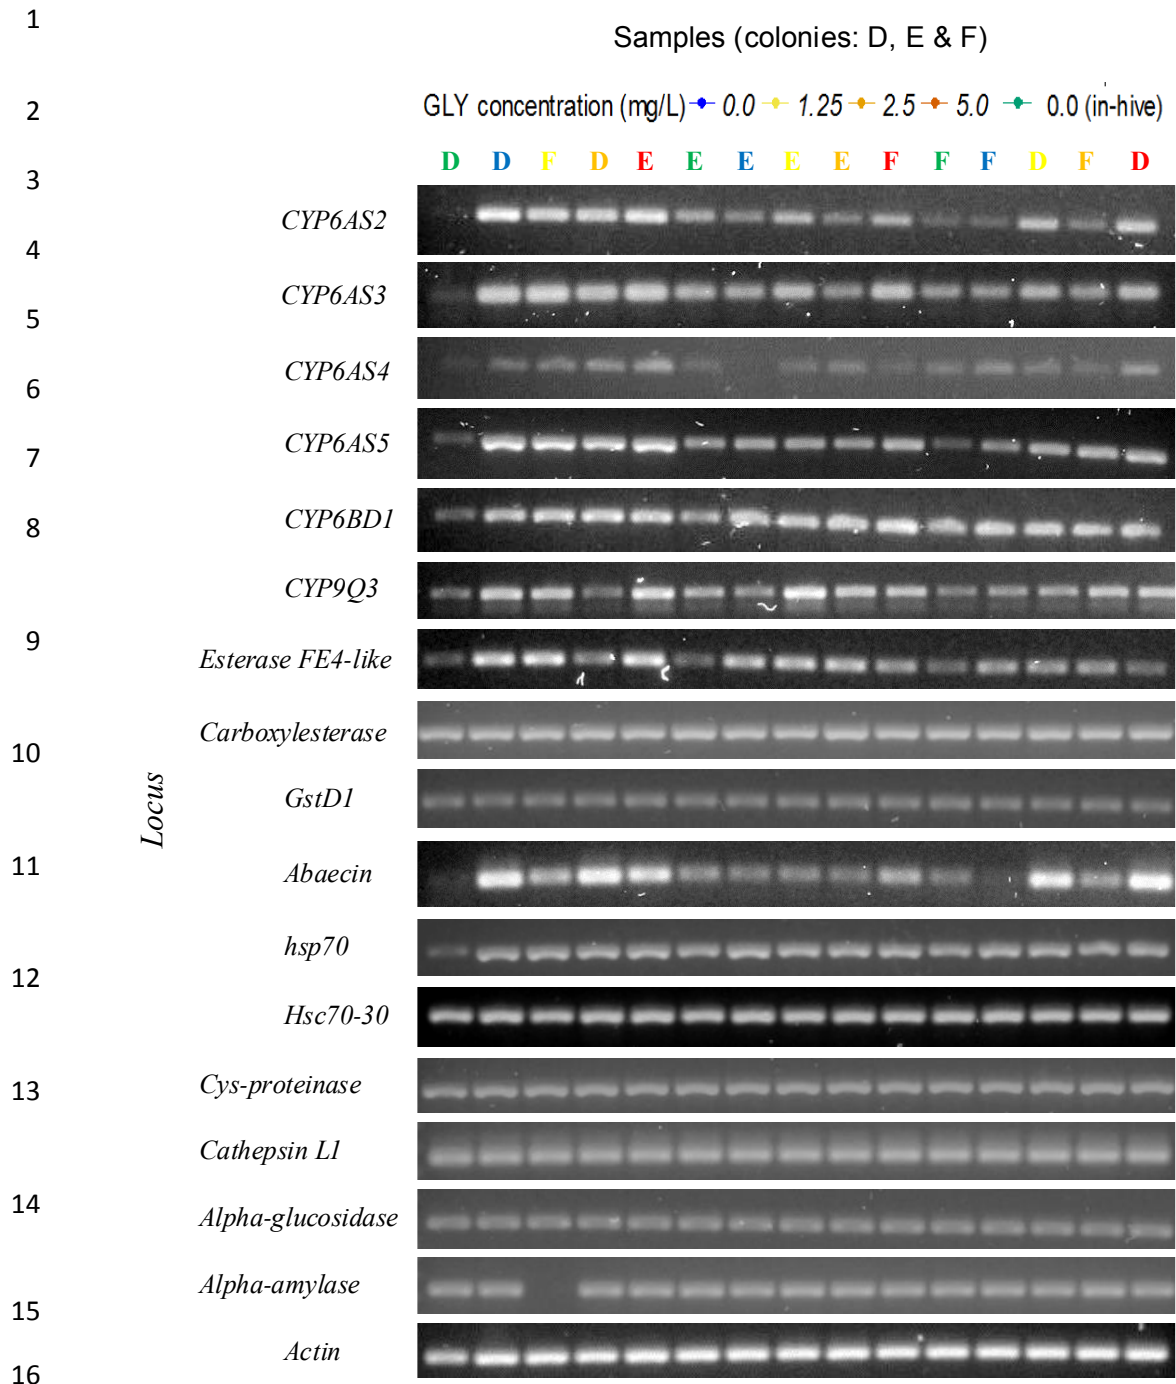 1
Samples (colonies: D, E & F)
2
GLY concentration (mg/L) 0.0 1.25 2.5 5.0 0.0 (in-hive)
D D F D E E E E E F F F D F D
3
CYP6AS2
4
CYP6AS3
5
CYP6AS4
6
CYP6AS5
7
CYP6BD1
8
CYP9Q3
9
Esterase FE4-like
Carboxylesterase
10
Locus
GstD1
11
Abaecin
hsp70
12
Hsc70-30
13
Cys-proteinase
Cathepsin L1
14
Alpha-glucosidase
Alpha-amylase
15
Actin
16